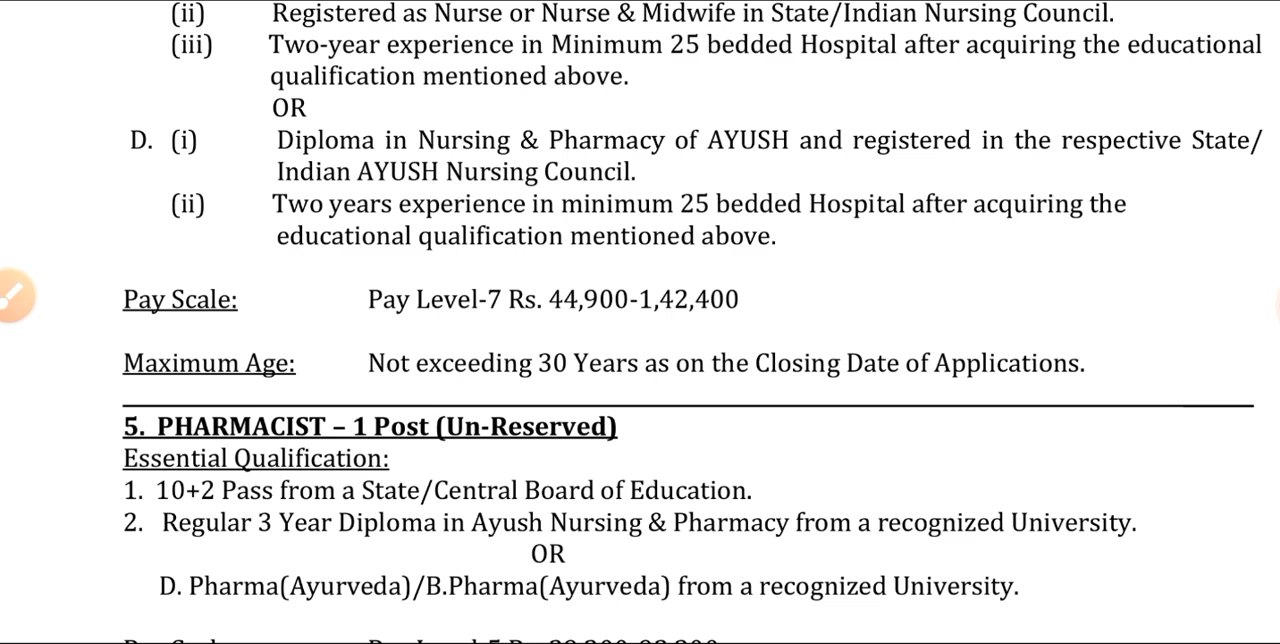 (ii) Registered as Nurse or Nurse & Midwife in State/Indian Nursing Council.
(iii) Two-year experience in Minimum 25 bedded Hospital after acquiring the educational
qualification mentioned above.
OR
D. (i) Diploma in Nursing & Pharmacy of AYUSH and registered in the respective State/
Indian AYUSH Nursing Council.
(ii) Two years experience in minimum 25 bedded Hospital after acquiring the
educational qualification mentioned above.
Pay Scale: Pay Level-7 Rs. 44,900-1,42,400
Maximum Age: Not exceeding 30 Years as on the Closing Date of Applications.
5. PHARMACIST – 1 Post (Un-Reserved)
Essential Qualification:
1. 10+2 Pass from a State/Central Board of Education.
2. Regular 3 Year Diploma in Ayush Nursing & Pharmacy from a recognized University.
OR
D. Pharma(Ayurveda)/B.Pharma(Ayurveda) from a recognized University.